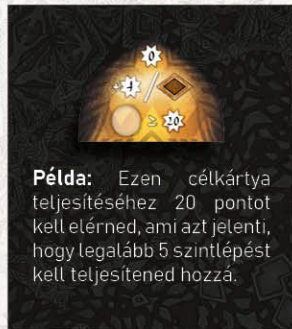 0
+4 /
≥ 20
Példa: Ezen célkártya
teljesítéséhez 20 pontot
kell elérned, ami azt jelenti,
hogy legalább 5 szintlépést
kell teljesítened hozzá.